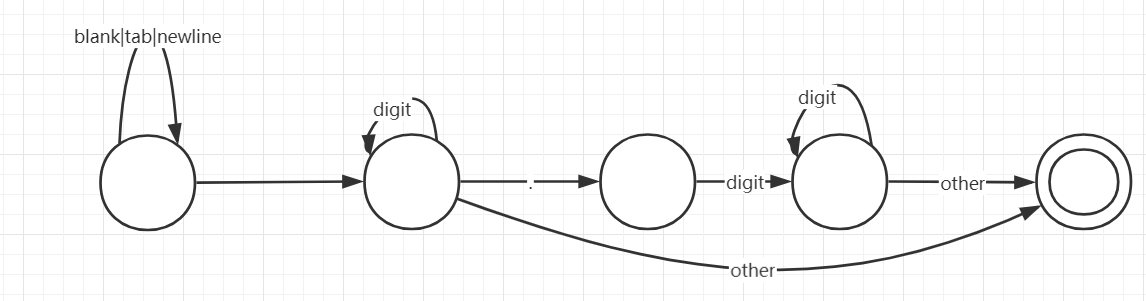 blank|tab|newline
digit
digit
.
digit
other
other